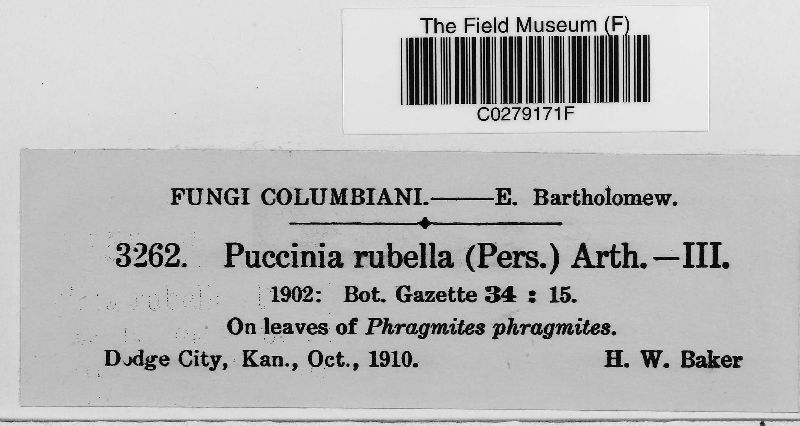 The Field Museum (F)
C0279171F
FUNGI COLUMBIANI.——E. Bartholomew.
3262. Puccinia rubella (Pers.) Arth.—III.
1902: Bot. Gazette 34 : 15.
On leaves of Phragmites phragmites.
Dodge City, Kan., Oct., 1910. H. W. Baker